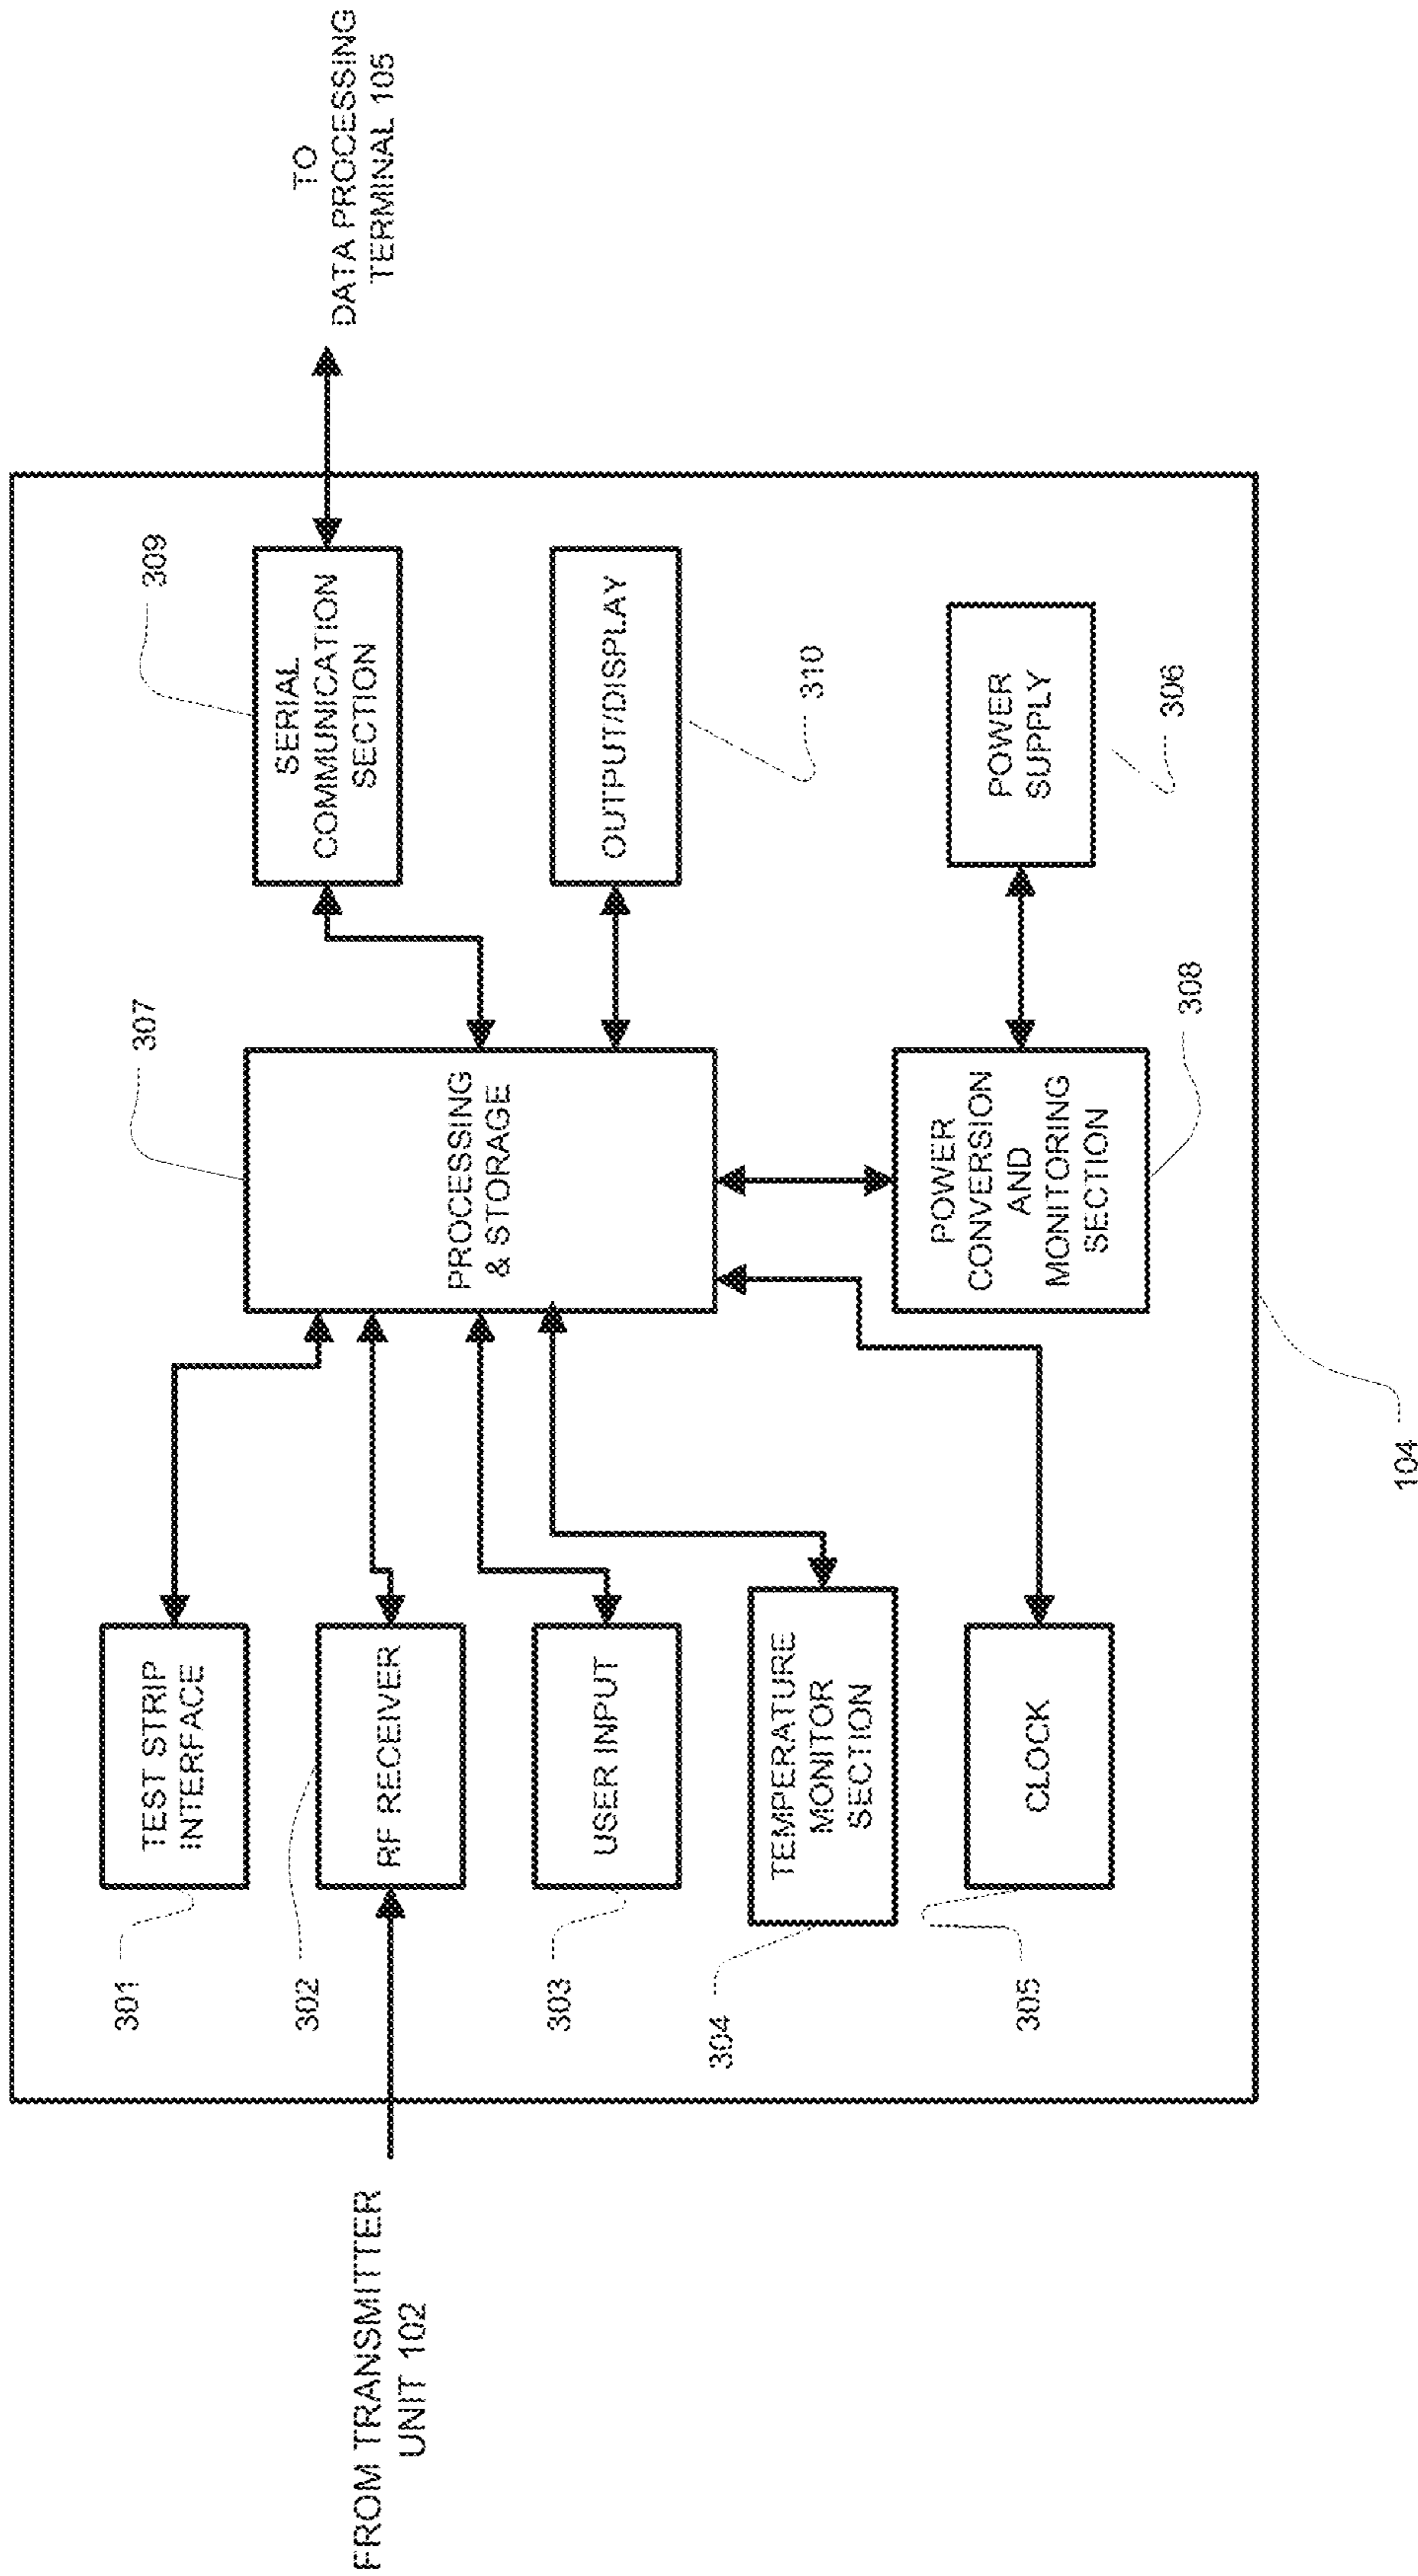 TO
DATA PROCESSING
TERMINAL 105
309
SERIAL
COMMUNICATION
SECTION
OUTPUT/DISPLAY
310
POWER
SUPPLY
306
307
PROCESSING
& STORAGE
POWER
CONVERSION
AND
MONITORING
SECTION
308
TEST STRIP
INTERFACE
301
RF RECEIVER
302
USER INPUT
303
TEMPERATURE
MONITOR
SECTION
304
CLOCK
305
104
FROM TRANSMITTER
UNIT 102